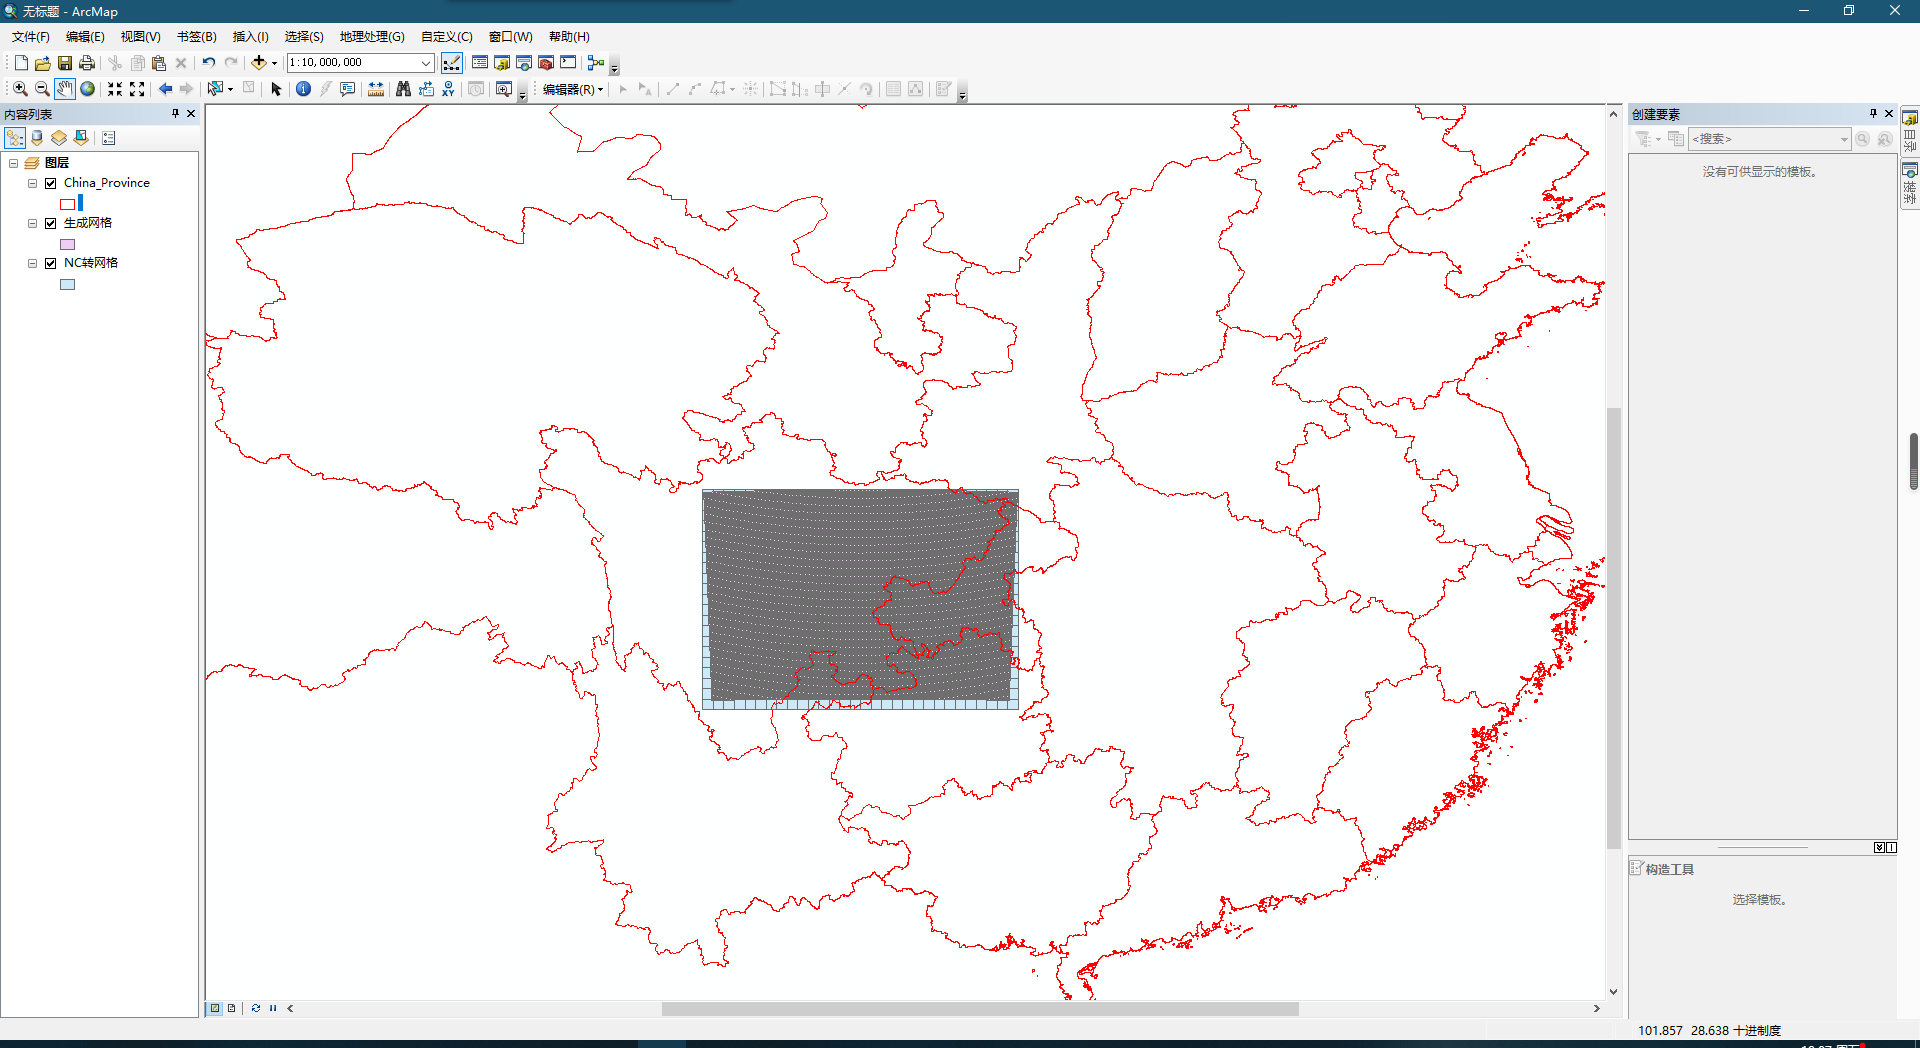 无标题 - ArcMap
文件(F) 编辑(E) 视图(V) 书签(B) 插入(I) 选择(S) 地理处理(G) 自定义(C) 窗口(W) 帮助(H)
1:10,000,000
XY
编辑器(R)
内容列表
图层
China_Province
生成网格
NC转网格
创建要素
<搜索>
没有可供显示的模板。
构造工具
选择模板。
101.857 28.638 十进制度